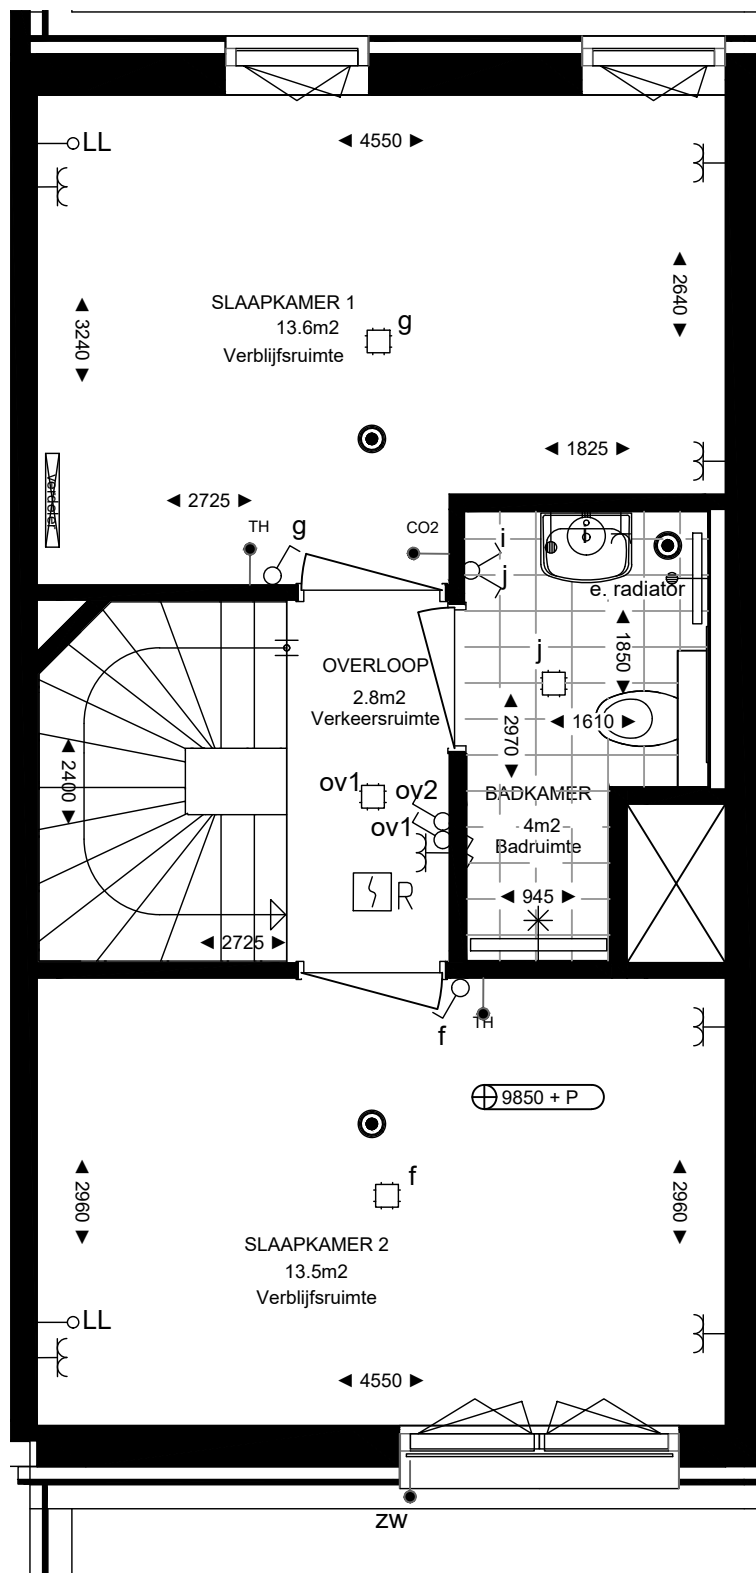 LL
4550
2640
3240
SLAAPKAMER 1
13.6m2
Verblijfsruimte
g
1825
2725
Verdeler
TH
g
CO2
i
j
e. radiator
1850
OVERLOOP
2.8m2
Verkeersruimte
j
1610
2970
2400
ov1
ov2
ov1
BADKAMER
4m2
Badruimte
R
945
2725
f
TH
9850 + P
f
2960
2960
SLAAPKAMER 2
13.5m2
Verblijfsruimte
LL
4550
zw